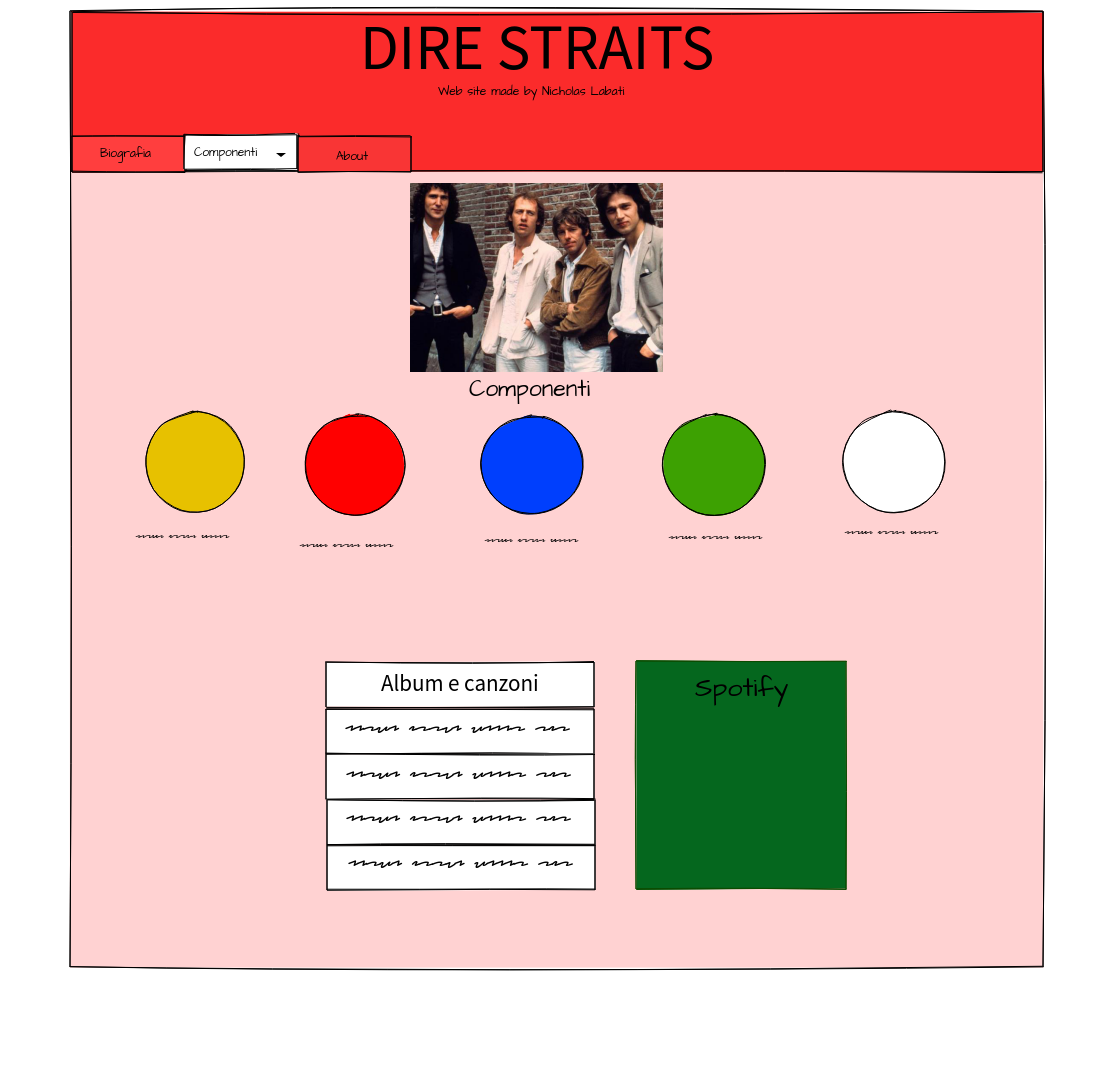 DIRE STRAITS
Web site made by Nicholas Labati
Biografia
Componenti
About
Componenti
Album e canzoni
Spotify